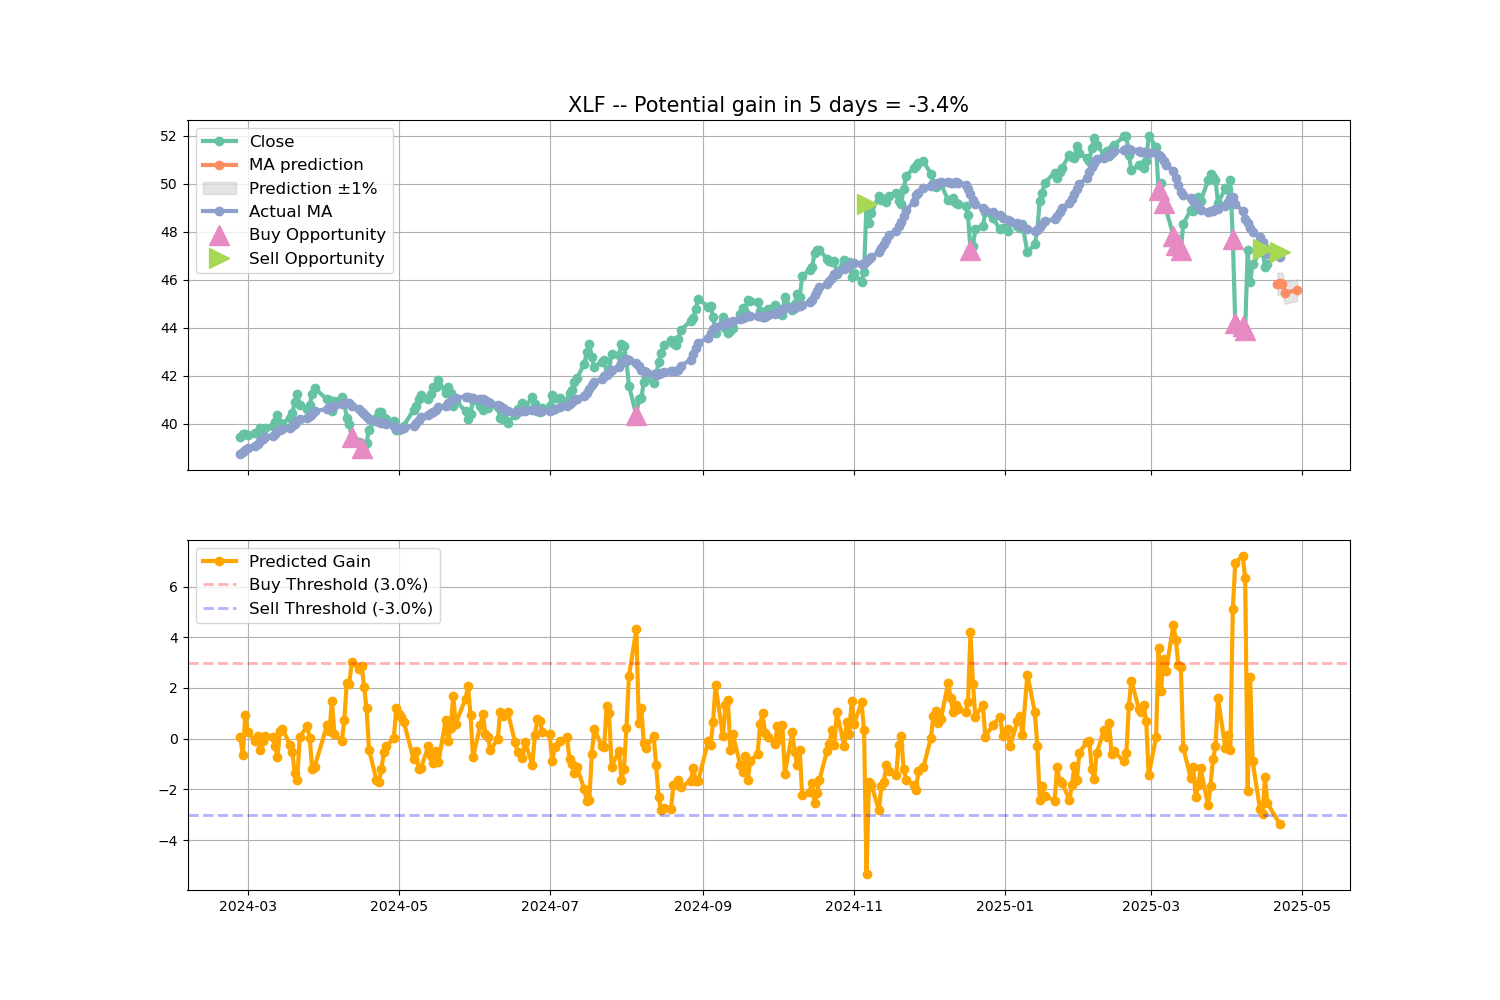 XLF -- Potential gain in 5 days = -3.4%
52
50
48
46
44
42
40
Close
MA prediction
Prediction ±1%
Actual MA
Buy Opportunity
Sell Opportunity
6
4
2
0
−2
−4
Predicted Gain
Buy Threshold (3.0%)
Sell Threshold (-3.0%)
2024-03 2024-05 2024-07 2024-09 2024-11 2025-01 2025-03 2025-05